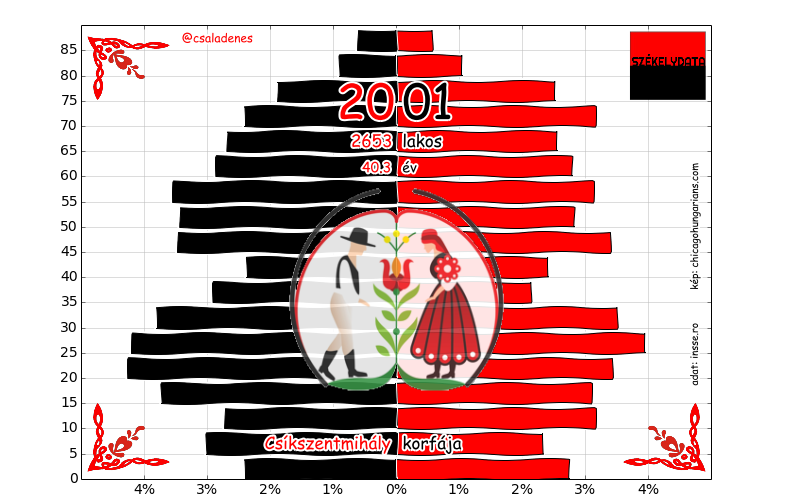 @csaladenes
SZÉKELYDATA
2001
2653 lakos
40.3 év
kép: chicagohungarians.com
adat: insse.ro
Csíkszentmihály korfája
85
80
75
70
65
60
55
50
45
40
35
30
25
20
15
10
5
0
4% 3% 2% 1% 0% 1% 2% 3% 4%